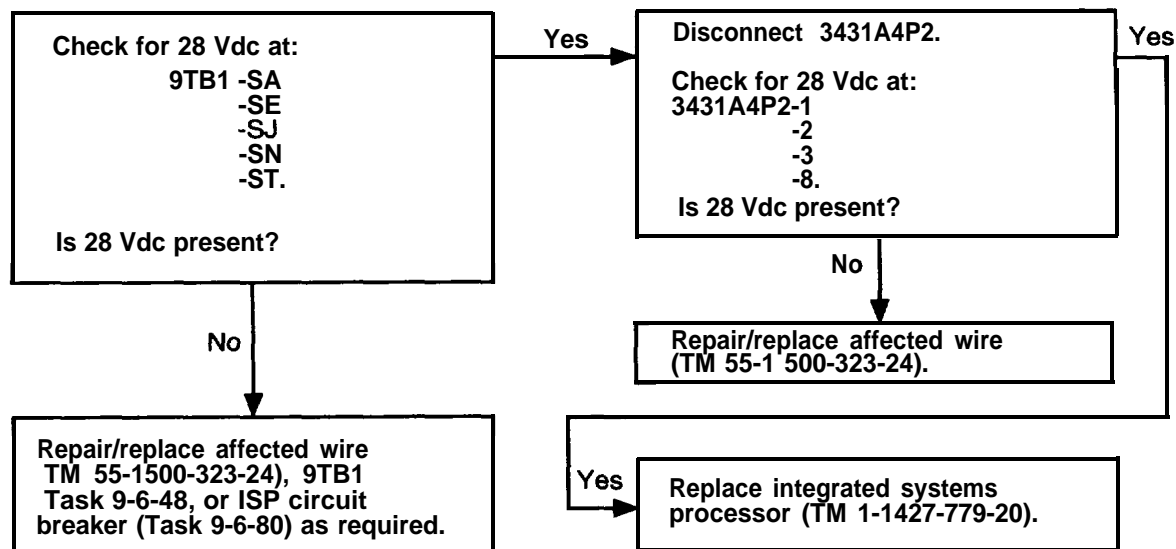 Check for 28 Vdc at:
9TB1 -SA
-SE
-SJ
-SN
-ST.
Is 28 Vdc present?
Yes
Disconnect 3431A4P2.
Check for 28 Vdc at:
3431A4P2-1
-2
-3
-8.
Is 28 Vdc present?
Yes
No
Repair/replace affected wire
(TM 55-1 500-323-24).
No
Repair/replace affected wire
TM 55-1500-323-24), 9TB1
Task 9-6-48, or ISP circuit
breaker (Task 9-6-80) as required.
Yes
Replace integrated systems
processor (TM 1-1427-779-20).